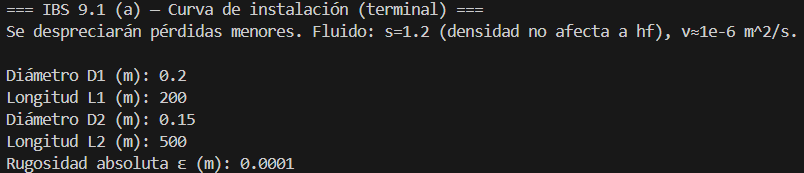 === IBS 9.1 (a) — Curva de instalación (terminal) ===
Se despreciarán pérdidas menores. Fluido: s=1.2 (densidad no afecta a hf), ν≈1e-6 m^2/s.
Diámetro D1 (m): 0.2
Longitud L1 (m): 200
Diámetro D2 (m): 0.15
Longitud L2 (m): 500
Rugosidad absoluta ε (m): 0.0001